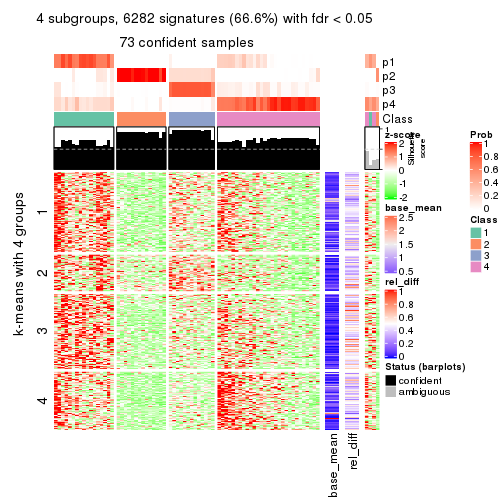 4 subgroups, 6282 signatures (66.6%) with fdr < 0.05
73 confident samples
p1
p2
p3
p4
Class
1
Silhouette
score
k-means with 4 groups
1
2
3
4
base_mean
rel_diff
z-score
2
1
0
-1
-2
base_mean
2.5
2
1.5
1
0.5
rel_diff
1
0.8
0.6
0.4
0.2
0
Status (barplots)
confident
ambiguous
Prob
1
0.8
0.6
0.4
0.2
0
Class
1
2
3
4